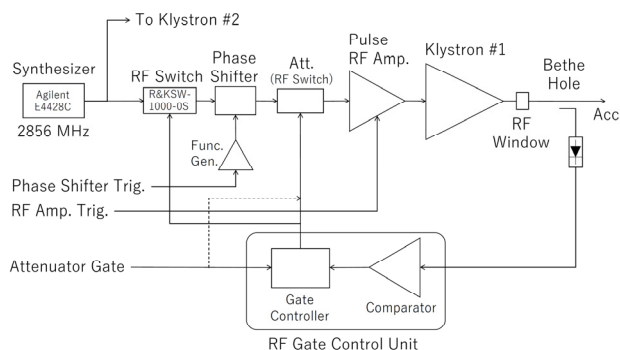 To Klystron #2
Synthesizer
Agilent
E4428C
2856 MHz
RF Switch
R&KSW-
1000-0S
Phase
Shifter
Att.
(RF Switch)
Pulse
RF Amp.
Klystron #1
Bethe
Hole
Acc
RF
Window
Func.
Gen.
Phase Shifter Trig.
RF Amp. Trig.
Attenuator Gate
Gate
Controller
Comparator
RF Gate Control Unit